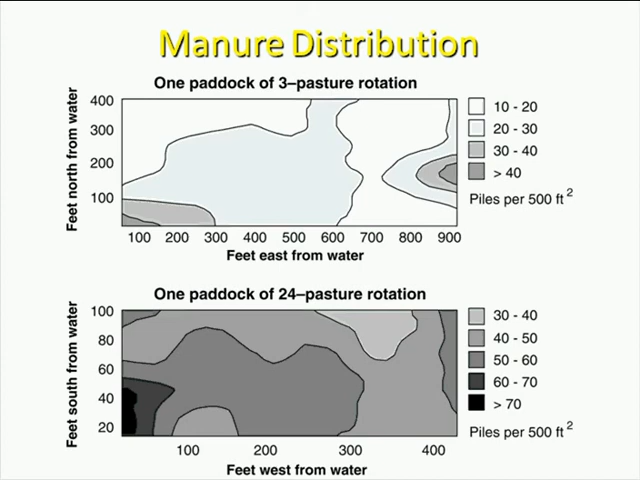 Manure Distribution
One paddock of 3–pasture rotation
Feet north from water
400
300
200
100
100 200 300 400 500 600 700 800 900
Feet east from water
10 - 20
20 - 30
30 - 40
> 40
Piles per 500 ft 2
One paddock of 24–pasture rotation
Feet south from water
100
80
60
40
20
100 200 300 400
Feet west from water
30 - 40
40 - 50
50 - 60
60 - 70
> 70
Piles per 500 ft 2